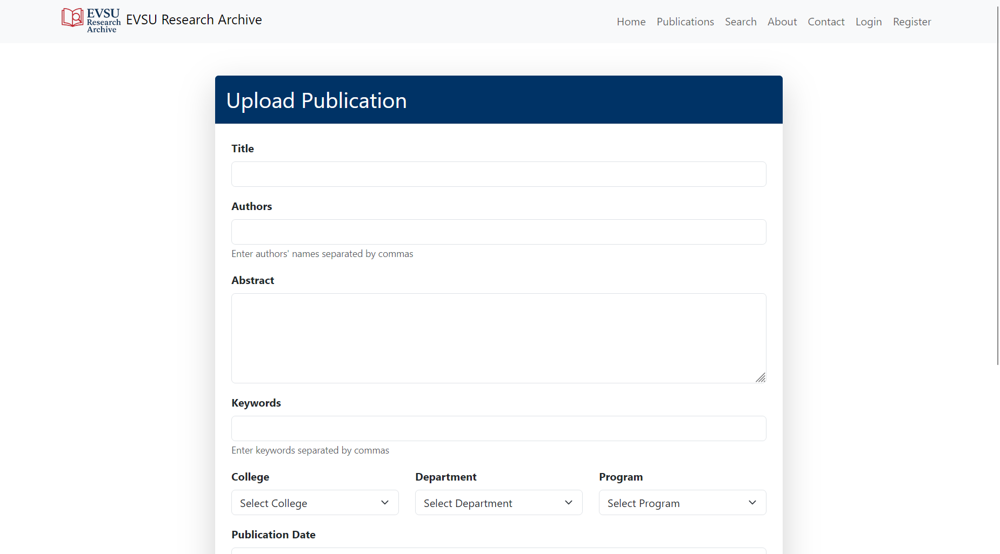 EVSU
Research
Archive
EVSU Research Archive
Home Publications Search About Contact Login Register
Upload Publication
Title
Authors
Enter authors' names separated by commas
Abstract
Keywords
Enter keywords separated by commas
College Department Program
Select College Select Department Select Program
Publication Date